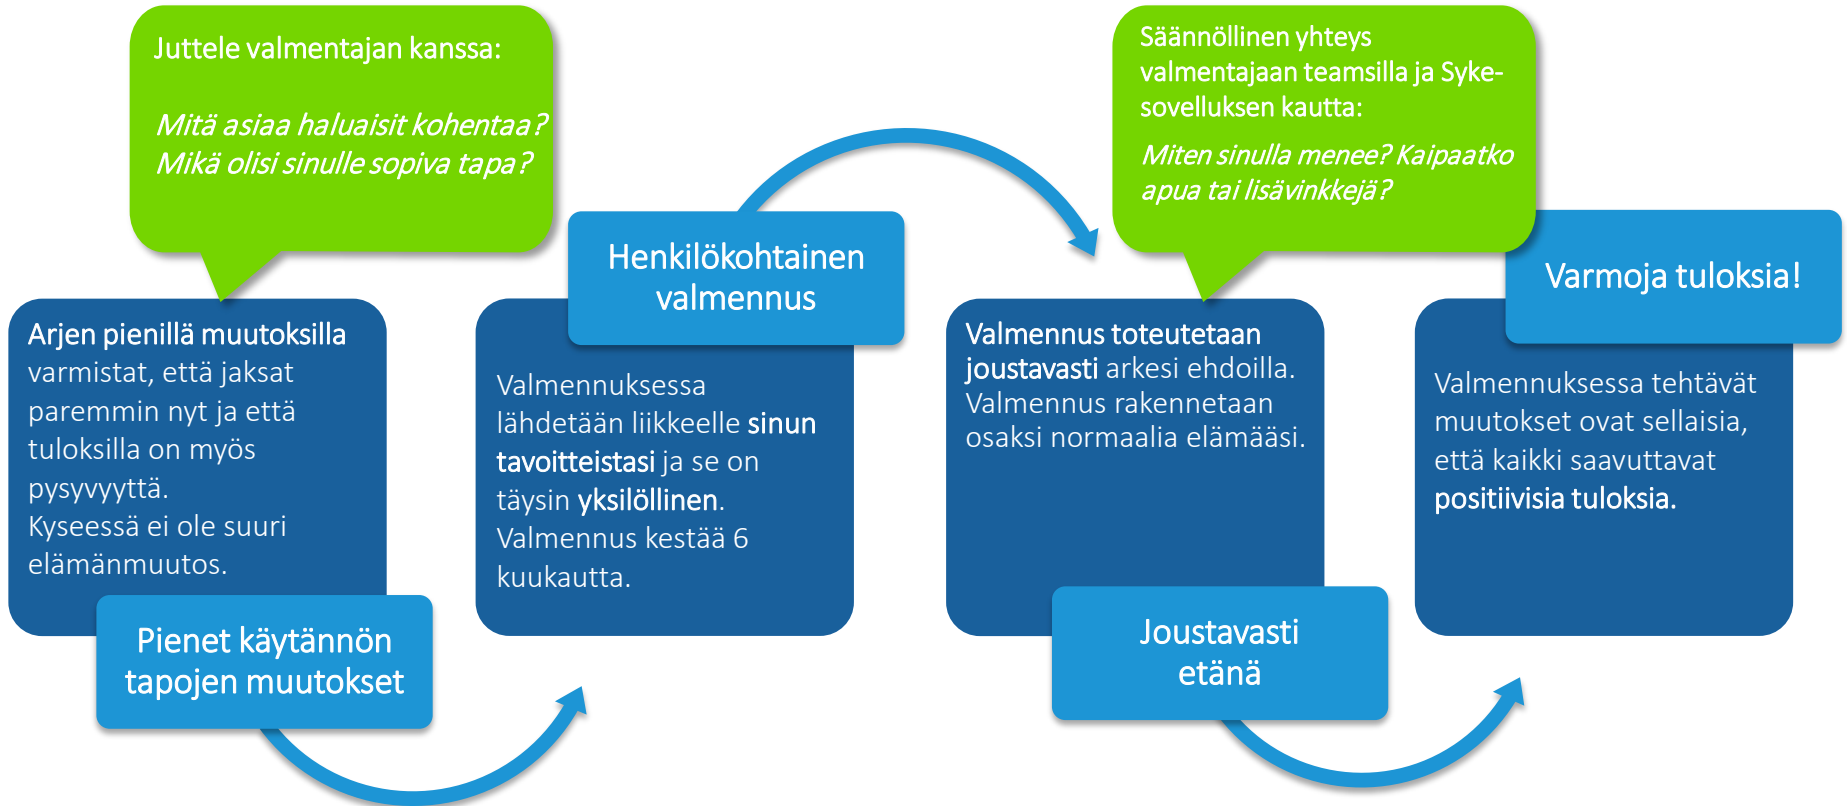 Juttele valmentajan kanssa:
Mitä asiaa haluaisit kohentaa?
Mikä olisi sinulle sopiva tapa?
Arjen pienillä muutoksilla
varmistat, että jaksat
paremmin nyt ja että
tuloksilla on myös
pysyvyyttä.
Kyseessä ei ole suuri
elämänmuutos.
Pienet käytännön
tapojen muutokset
Henkilökohtainen
valmennus
Valmennuksessa
lähdetään liikkeelle sinun
tavoitteistasi ja se on
täysin yksilöllinen.
Valmennus kestää 6
kuukautta.
Säännöllinen yhteys
valmentajaan teamsilla ja Syke-
sovelluksen kautta:
Miten sinulla menee? Kaipaatko
apua tai lisävinkkejä?
Valmennus toteutetaan
joustavasti arkesi ehdoilla.
Valmennus rakennetaan
osaksi normaalia elämääsi.
Joustavasti
etänä
Varmoja tuloksia!
Valmennuksessa tehtävät
muutokset ovat sellaisia,
että kaikki saavuttavat
positiivisia tuloksia.